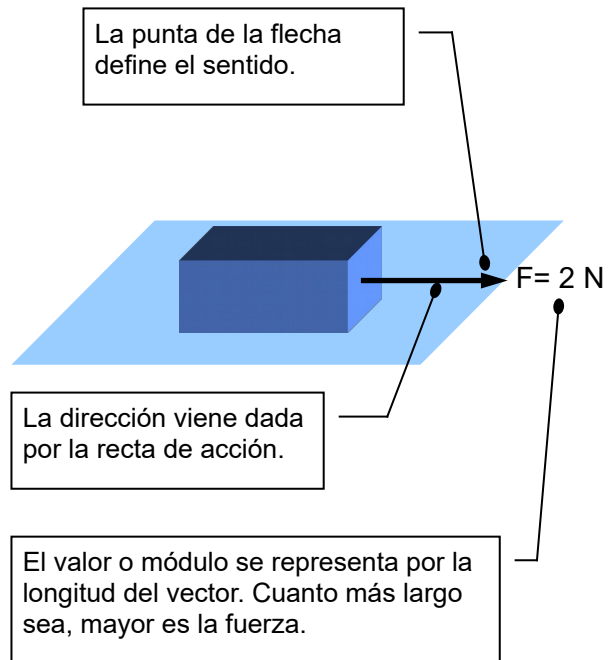 La punta de la flecha
define el sentido.
F= 2 N
La dirección viene dada
por la recta de acción.
El valor o módulo se representa por la
longitud del vector. Cuanto más largo
sea, mayor es la fuerza.